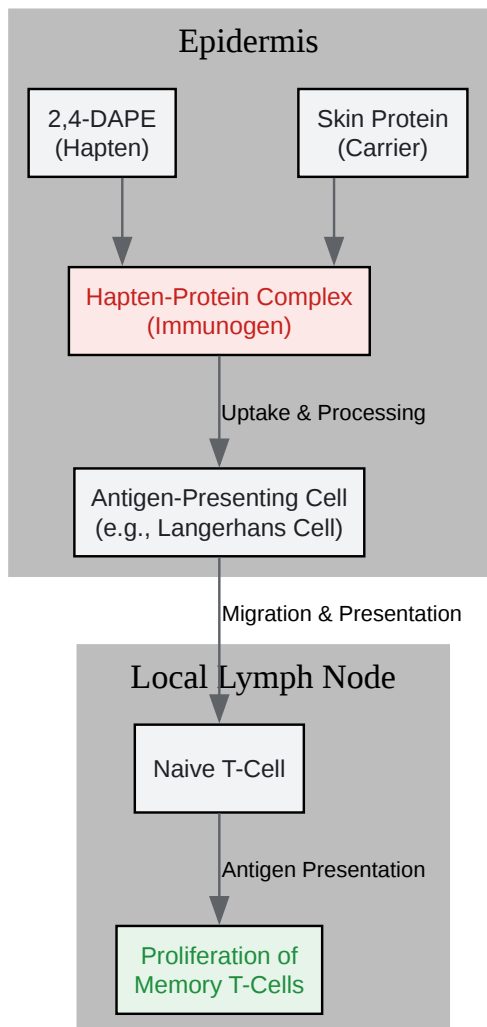 Epidermis
2,4-DAPE
(Hapten)
Skin Protein
(Carrier)
Hapten-Protein Complex
(Immunogen)
Uptake & Processing
Antigen-Presenting Cell
(e.g., Langerhans Cell)
Migration & Presentation
Local Lymph Node
Naive T-Cell
Antigen Presentation
Proliferation of
Memory T-Cells